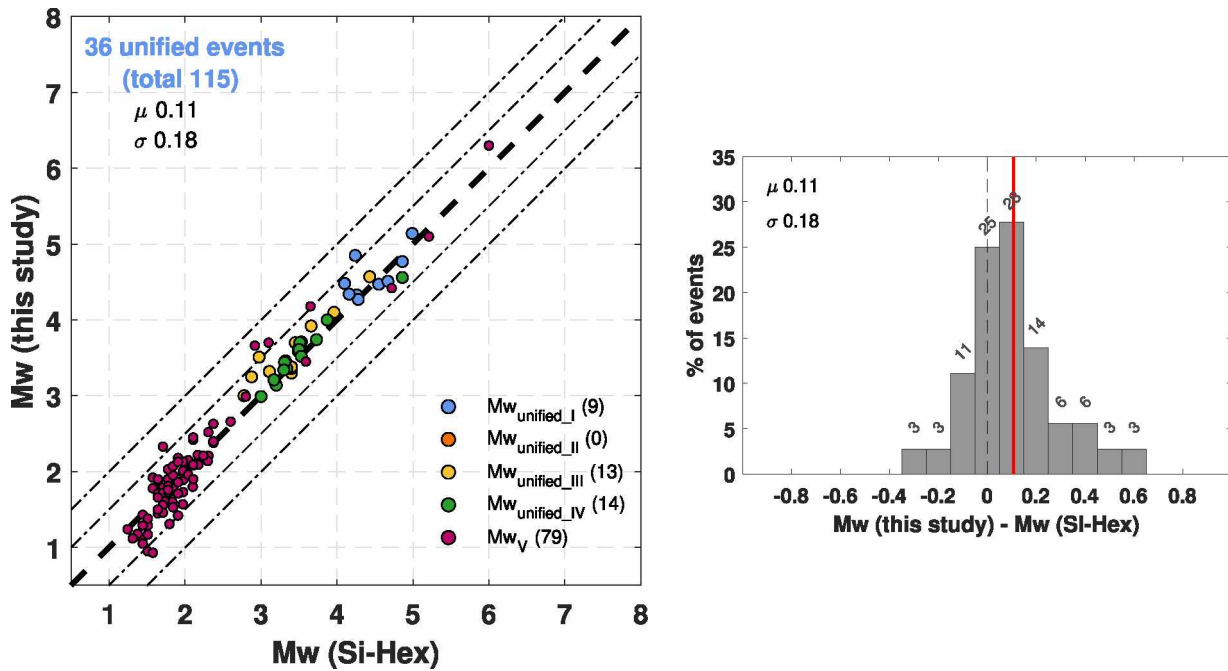 8
7
6
5
4
3
2
1
Mw (this study)
36 unified events
(total 115)
μ 0.11
σ 0.18
Mw_unified_I (9)
Mw_unified_II (0)
Mw_unified_III (13)
Mw_unified_IV (14)
Mw_V (79)
1 2 3 4 5 6 7 8
Mw (Si-Hex)
35
30
25
20
15
10
5
0
% of events
μ 0.11
σ 0.18
3 3 11 25 28 14 6 6 3 3
-0.8 -0.6 -0.4 -0.2 0 0.2 0.4 0.6 0.8
Mw (this study) - Mw (SI-Hex)